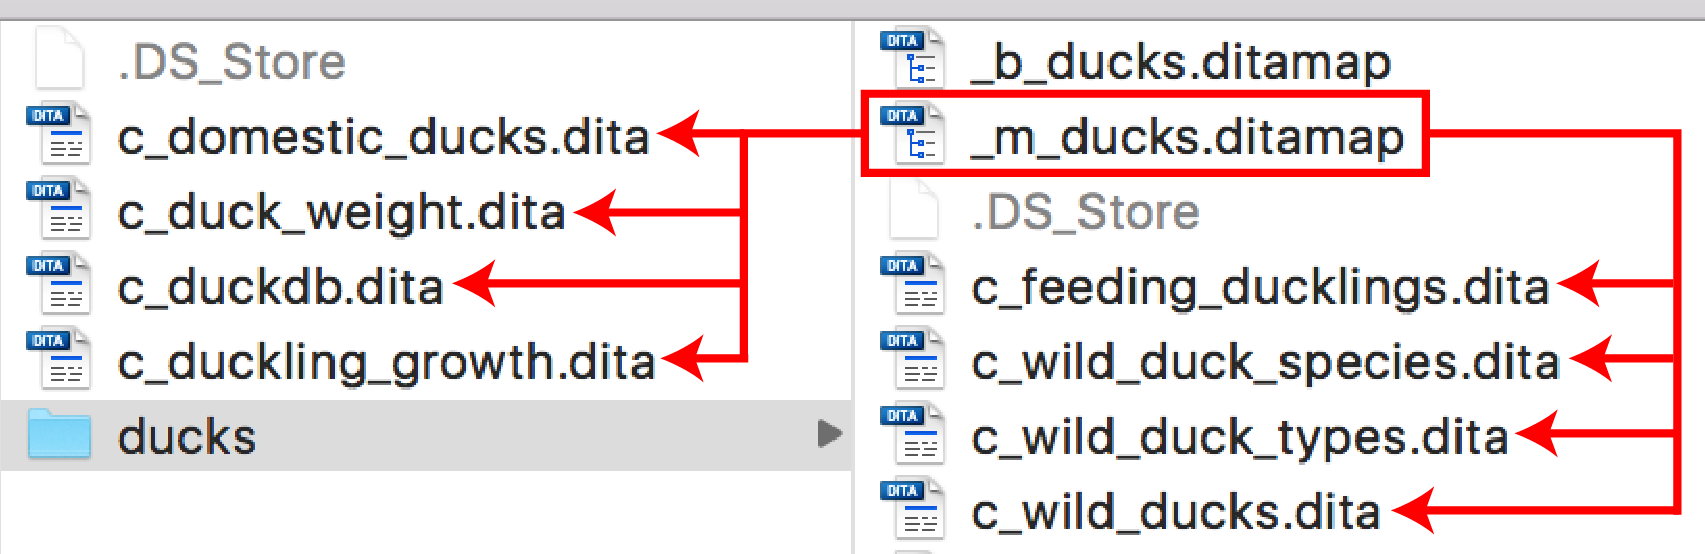 .DS_Store
DITA c_domestic_ducks.dita
DITA c_duck_weight.dita
DITA c_duckdb.dita
DITA c_duckling_growth.dita
ducks
DITA _b_ducks.ditamap
DITA _m_ducks.ditamap
.DS_Store
DITA c_feeding_ducklings.dita
DITA c_wild_duck_species.dita
DITA c_wild_duck_types.dita
DITA c_wild_ducks.dita